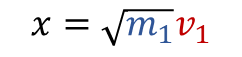 x = √m₁v₁